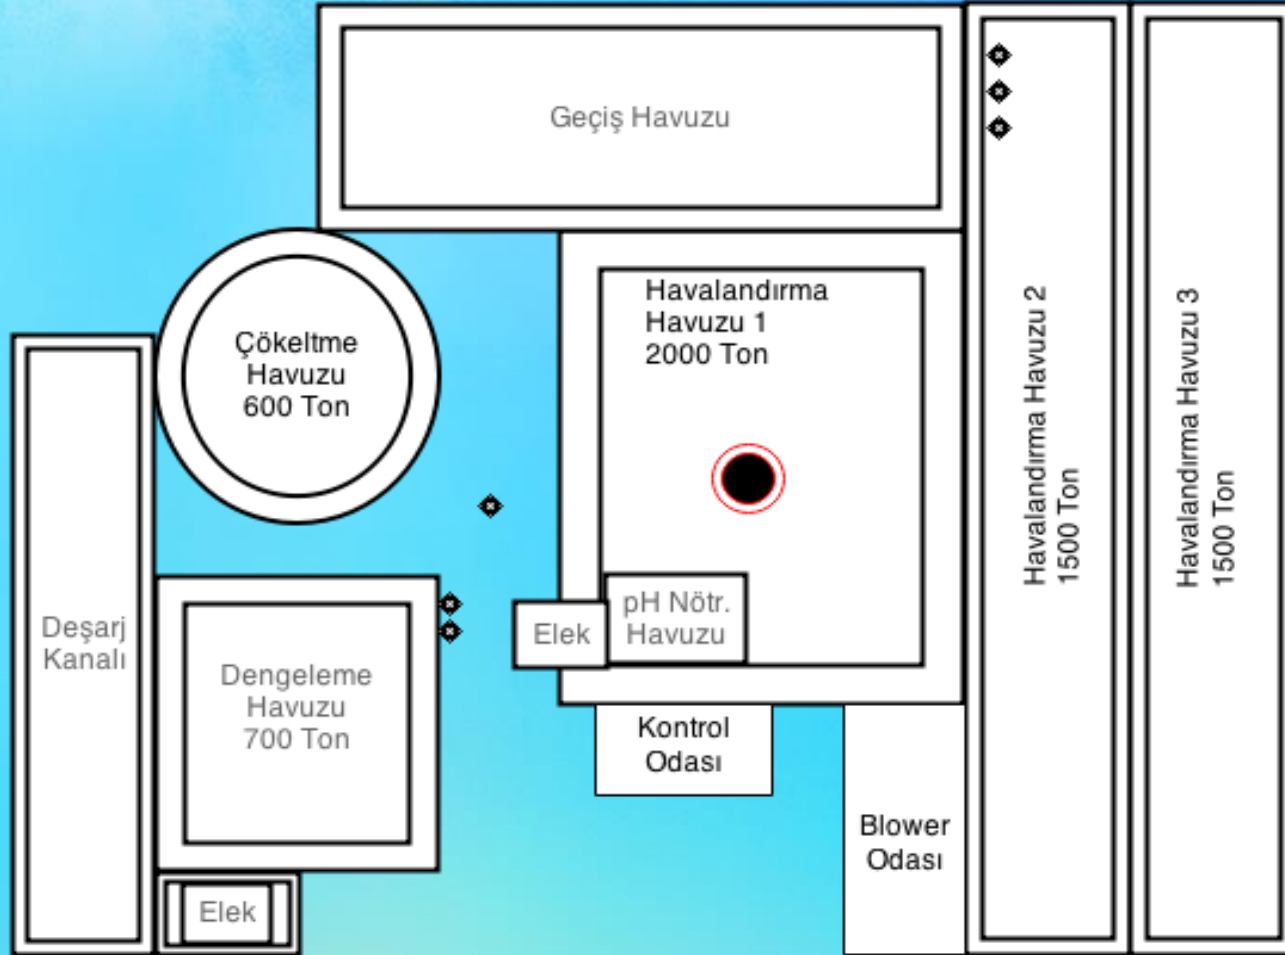 Geçiş Havuzu
Havalandırma
Havuzu 1
2000 Ton
Çökeltme
Havuzu
600 Ton
Havalandırma Havuzu 2
1500 Ton
Havalandırma Havuzu 3
1500 Ton
Deşarj
Kanalı
Elek
pH Nötr.
Havuzu
Dengeleme
Havuzu
700 Ton
Kontrol
Odası
Blower
Odası
Elek